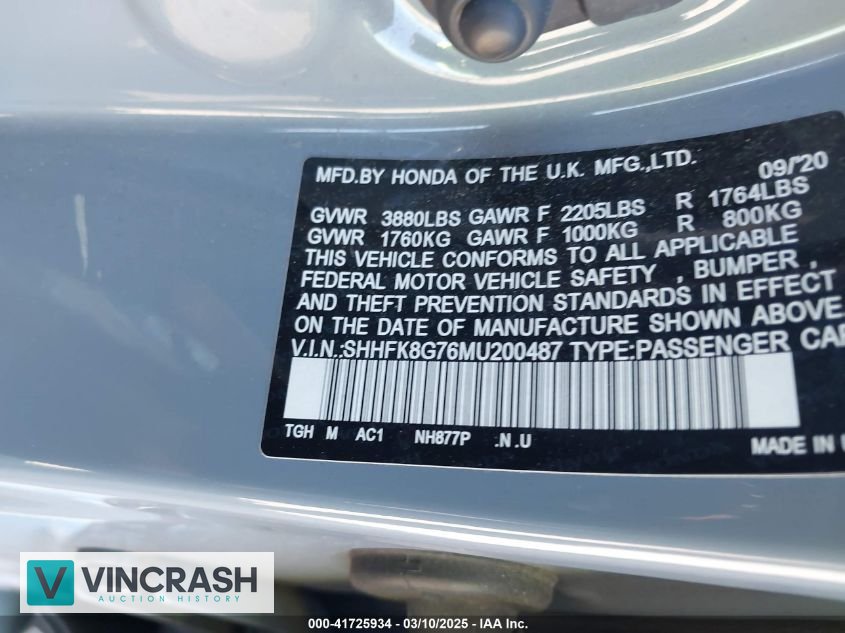 MFD.BY HONDA OF THE U.K. MFG.,LTD. 09/'20
GVWR 3880LBS GAWR F 2205LBS R 1764LBS
GVWR 1760KG GAWR F 1000KG R 800KG
THIS VEHICLE CONFORMS TO ALL APPLICABLE
FEDERAL MOTOR VEHICLE SAFETY , BUMPER ,
AND THEFT PREVENTION STANDARDS IN EFFECT
ON THE DATE OF MANUFACTURE SHOWN ABOVE
V.I.N.:SHHFK8G76MU200487 TYPE:PASSENGER CAR
TGH M AC1 NH877P :N .U
MADE IN
V VINCRASH
AUCTION HISTORY
000-41725934 - 03/10/2025 - IAA Inc.